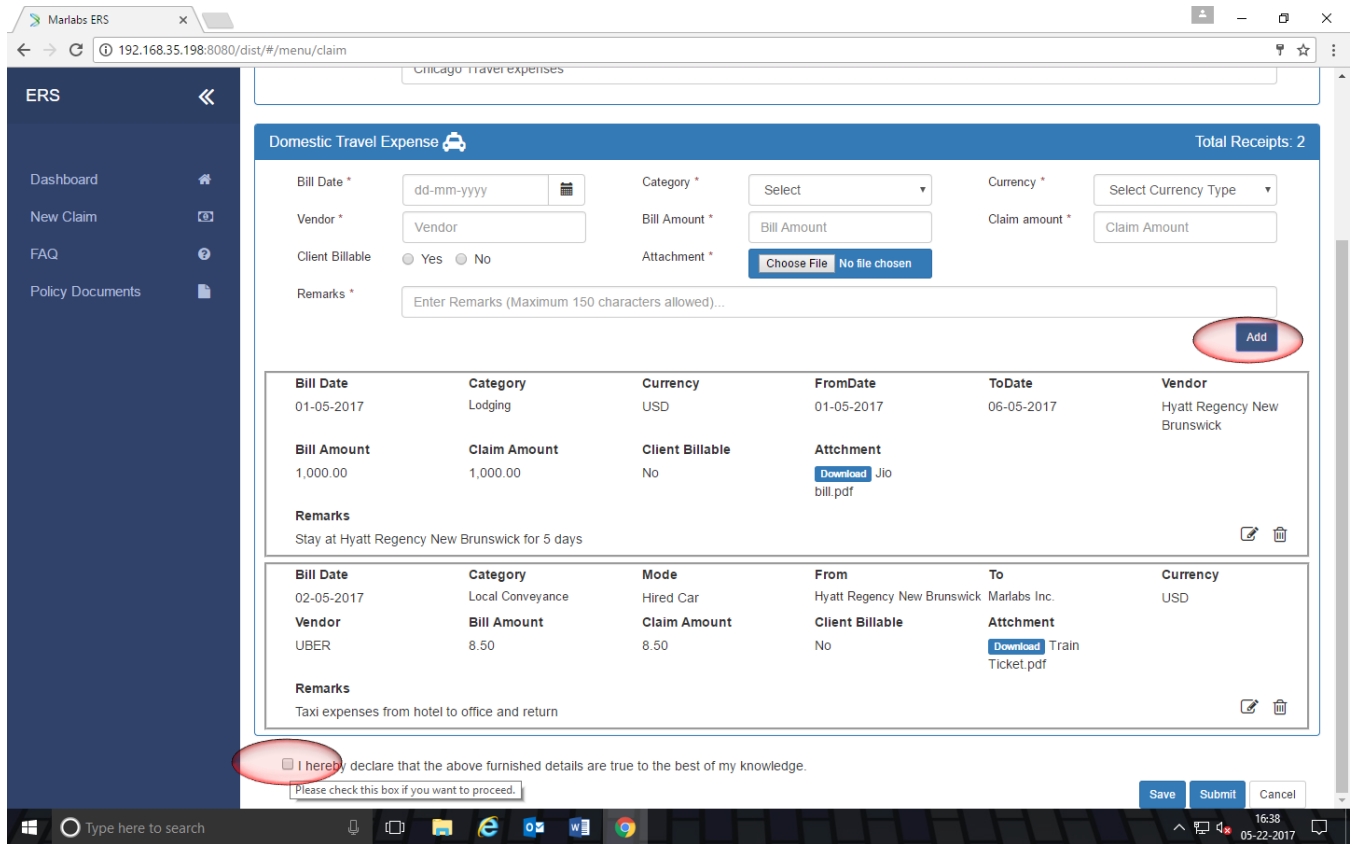 Marlabs ERS
192.168.35.198:8080/dist/#/menu/claim
ERS
Dashboard
New Claim
FAQ
Policy Documents
Chicago Travel expenses
Domestic Travel Expense Total Receipts: 2
Bill Date * dd-mm-yyyy Category * Select Currency * Select Currency Type
Vendor * Vendor Bill Amount * Bill Amount Claim amount * Claim Amount
Client Billable Yes No Attachment * Choose File No file chosen
Remarks * Enter Remarks (Maximum 150 characters allowed)...
Add
Bill Date Category Currency FromDate ToDate Vendor
01-05-2017 Lodging USD 01-05-2017 06-05-2017 Hyatt Regency New
Brunswick
Bill Amount Claim Amount Client Billable Attchment
1,000.00 1,000.00 No Download Jio
bill.pdf
Remarks
Stay at Hyatt Regency New Brunswick for 5 days
Bill Date Category Mode From To Currency
02-05-2017 Local Conveyance Hired Car Hyatt Regency New Brunswick Marlabs Inc. USD
Vendor Bill Amount Claim Amount Client Billable Attchment
UBER 8.50 8.50 No Download Train
Ticket.pdf
Remarks
Taxi expenses from hotel to office and return
I hereby declare that the above furnished details are true to the best of my knowledge.
Please check this box if you want to proceed.
Save Submit Cancel
Type here to search
16:38
05-22-2017